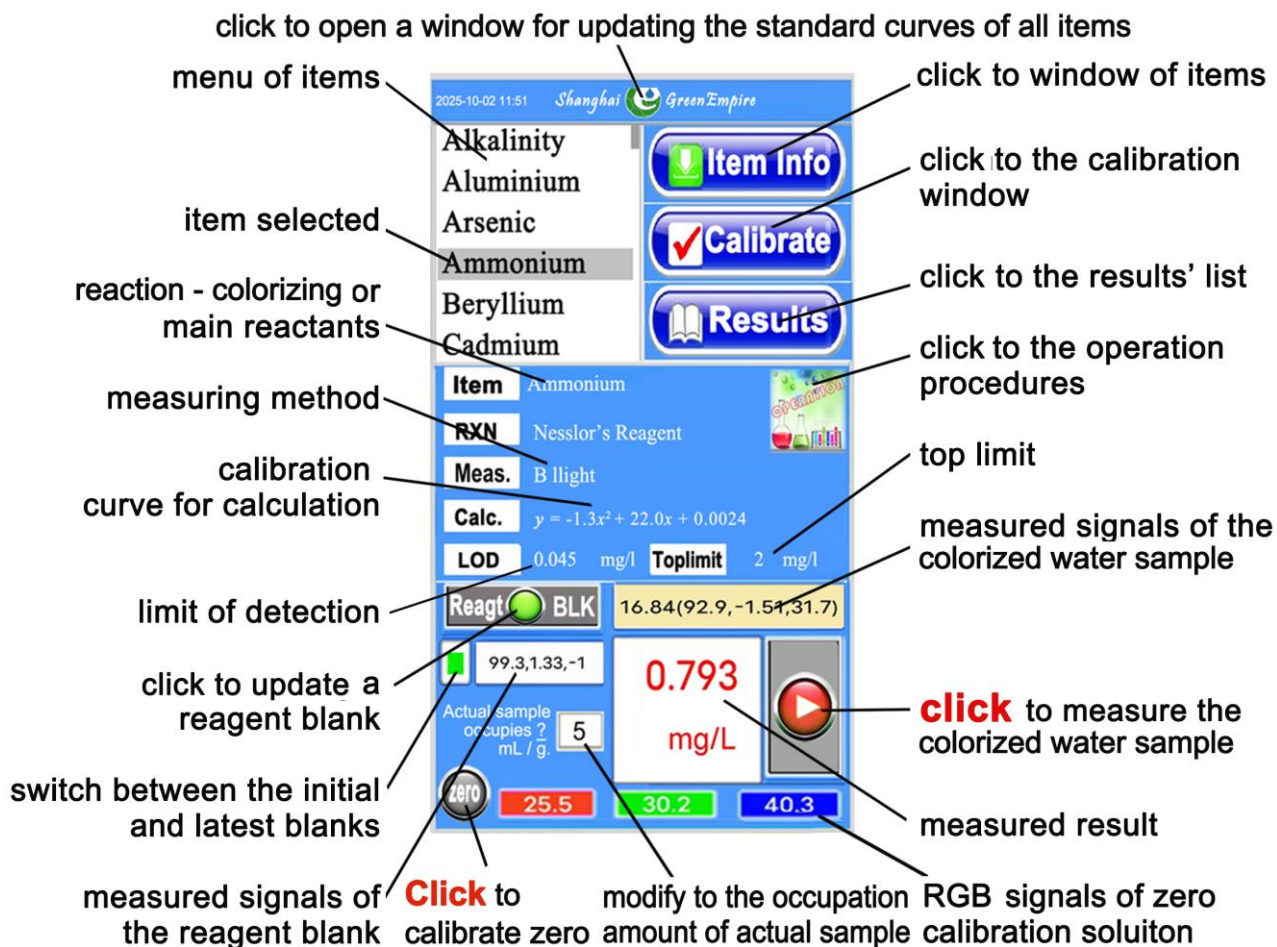 click to open a window for updating the standard curves of all items
menu of items
click to window of items
2025-10-02 11:51 Shanghai GreenEmpire
Alkalinity
Aluminium
Arsenic
Ammonium
Beryllium
Cadmium
Item Info
Calibrate
Results
click to the calibration
window
item selected
click to the results' list
reaction - colorizing or
main reactants
click to the operation
procedures
OPERATION
Item Ammonium
measuring method
RXN Nesslor's Reagent
top limit
calibration
curve for calculation
Meas. B llight
Calc. y = -1.3x² + 22.0x + 0.0024
measured signals of the
colorized water sample
LOD 0.045 mg/l Toplimit 2 mg/l
limit of detection
Reagt BLK 16.84(92.9,-1.51,31.7)
click to update a
reagent blank
99.3,1.33,-1
0.793
mg/L
Actual sample
occupies ?
mL / g.
5
click to measure the
colorized water sample
switch between the initial
and latest blanks
zero 25.5 30.2 40.3
measured result
measured signals of
the reagent blank
Click to
calibrate zero
modify to the occupation
amount of actual sample
RGB signals of zero
calibration soluiton